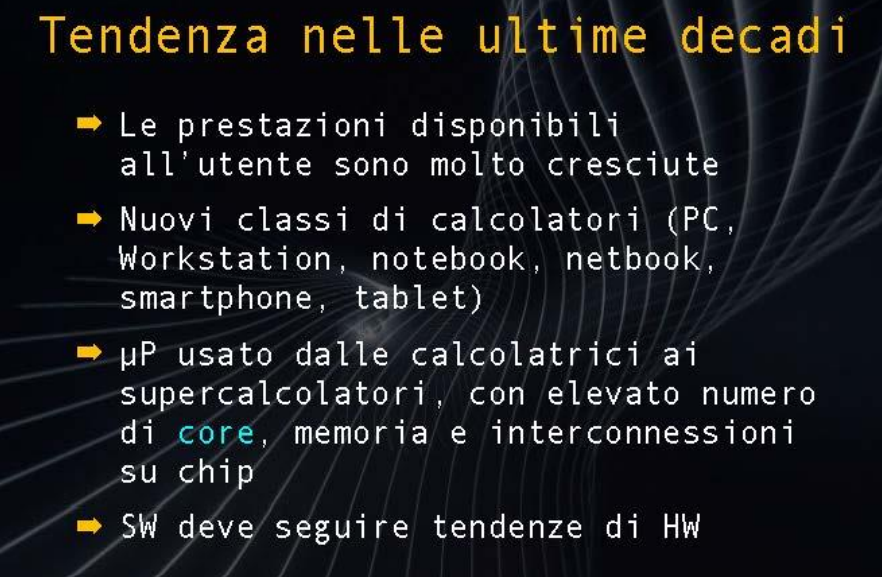 Tendenza nelle ultime decadi
➡ Le prestazioni disponibili
all'utente sono molto cresciute
➡ Nuovi classi di calcolatori (PC,
Workstation, notebook, netbook,
smartphone, tablet)
➡ µP usato dalle calcolatrici ai
supercalcolatori, con elevato numero
di core, memoria e interconnessioni
su chip
➡ SW deve seguire tendenze di HW